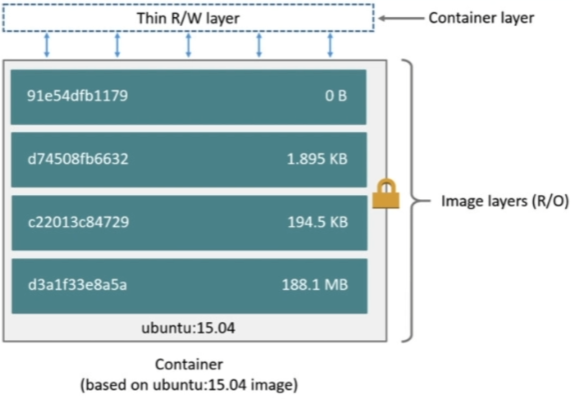 Thin R/W layer
Container layer
91e54dfb1179 0 B
d74508fb6632 1.895 KB
c22013c84729 194.5 KB
Image layers (R/O)
d3a1f33e8a5a 188.1 MB
ubuntu:15.04
Container
(based on ubuntu:15.04 image)